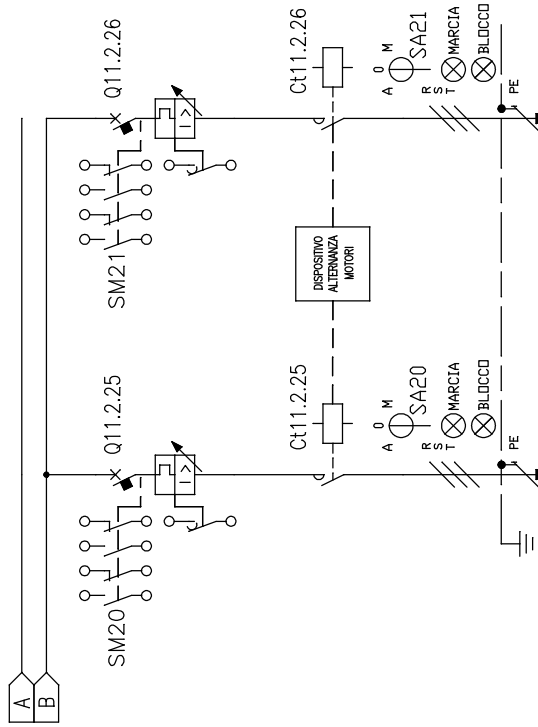 A
B
Q11.2.25
SM20
I >
Ct11.2.25
A 0 M
SA20
R
S
T
MARCIA
BLOCCO
PE
DISPOSITIVO
ALTERNANZA
MOTORI
Q11.2.26
SM21
I >
Ct11.2.26
A 0 M
SA21
R
S
T
MARCIA
BLOCCO
PE